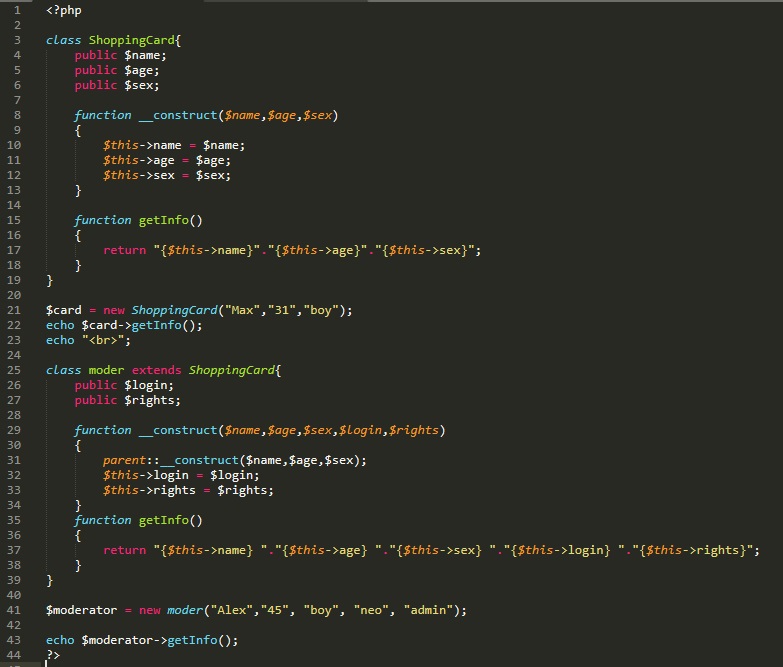 1 <?php
2
3 class ShoppingCard{
4     public $name;
5     public $age;
6     public $sex;
7
8     function __construct($name,$age,$sex)
9     {
10         $this->name = $name;
11         $this->age = $age;
12         $this->sex = $sex;
13     }
14
15     function getInfo()
16     {
17         return "{$this->name}"."{$this->age}"."{$this->sex}";
18     }
19 }
20
21 $card = new ShoppingCard("Max","31","boy");
22 echo $card->getInfo();
23 echo "<br>";
24
25 class moder extends ShoppingCard{
26     public $login;
27     public $rights;
28
29     function __construct($name,$age,$sex,$login,$rights)
30     {
31         parent::__construct($name,$age,$sex);
32         $this->login = $login;
33         $this->rights = $rights;
34     }
35     function getInfo()
36     {
37         return "{$this->name} "."{$this->age} "."{$this->sex} "."{$this->login} "."{$this->rights}";
38     }
39 }
40
41 $moderator = new moder("Alex","45", "boy", "neo", "admin");
42
43 echo $moderator->getInfo();
44 ?>